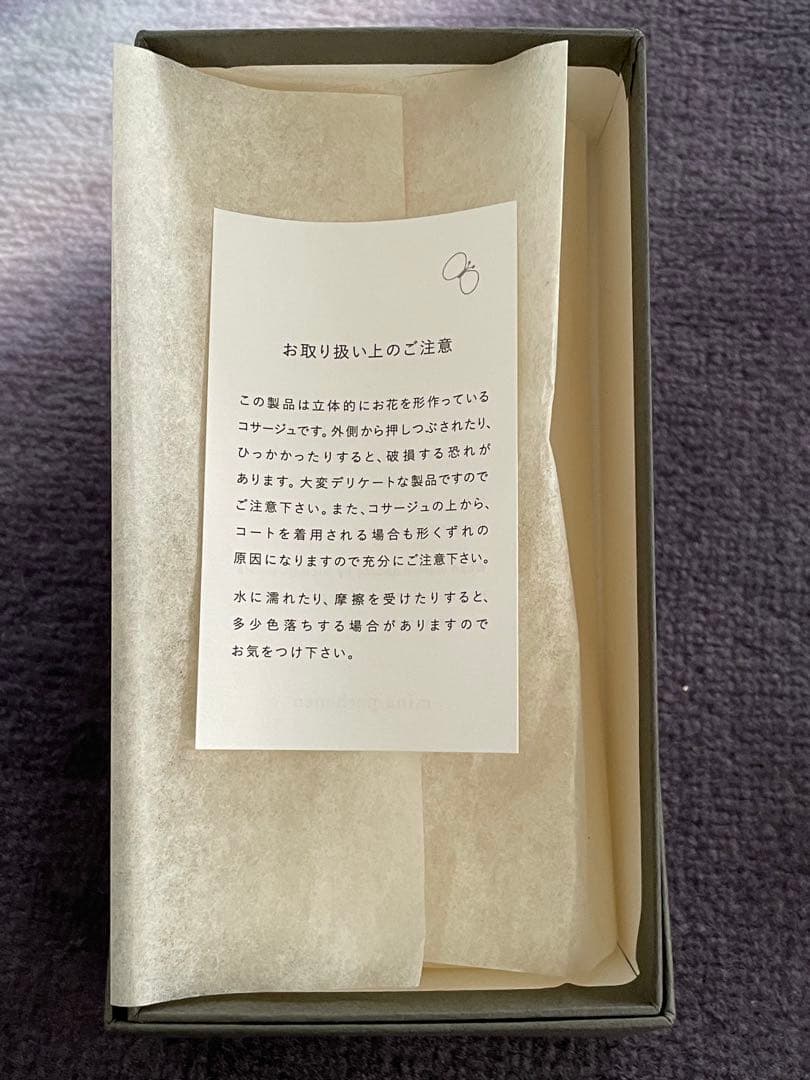 お取り扱い上のご注意
この製品は立体的にお花を形作っている
コサージュです。外側から押しつぶされたり、
ひっかかったりすると、破損する恐れが
あります。大変デリケートな製品ですので
ご注意下さい。また、コサージュの上から、
コートを着用される場合も形くずれの
原因になりますので充分にご注意下さい。
水に濡れたり、摩擦を受けたりすると、
多少色落ちする場合がありますので
お気をつけ下さい。